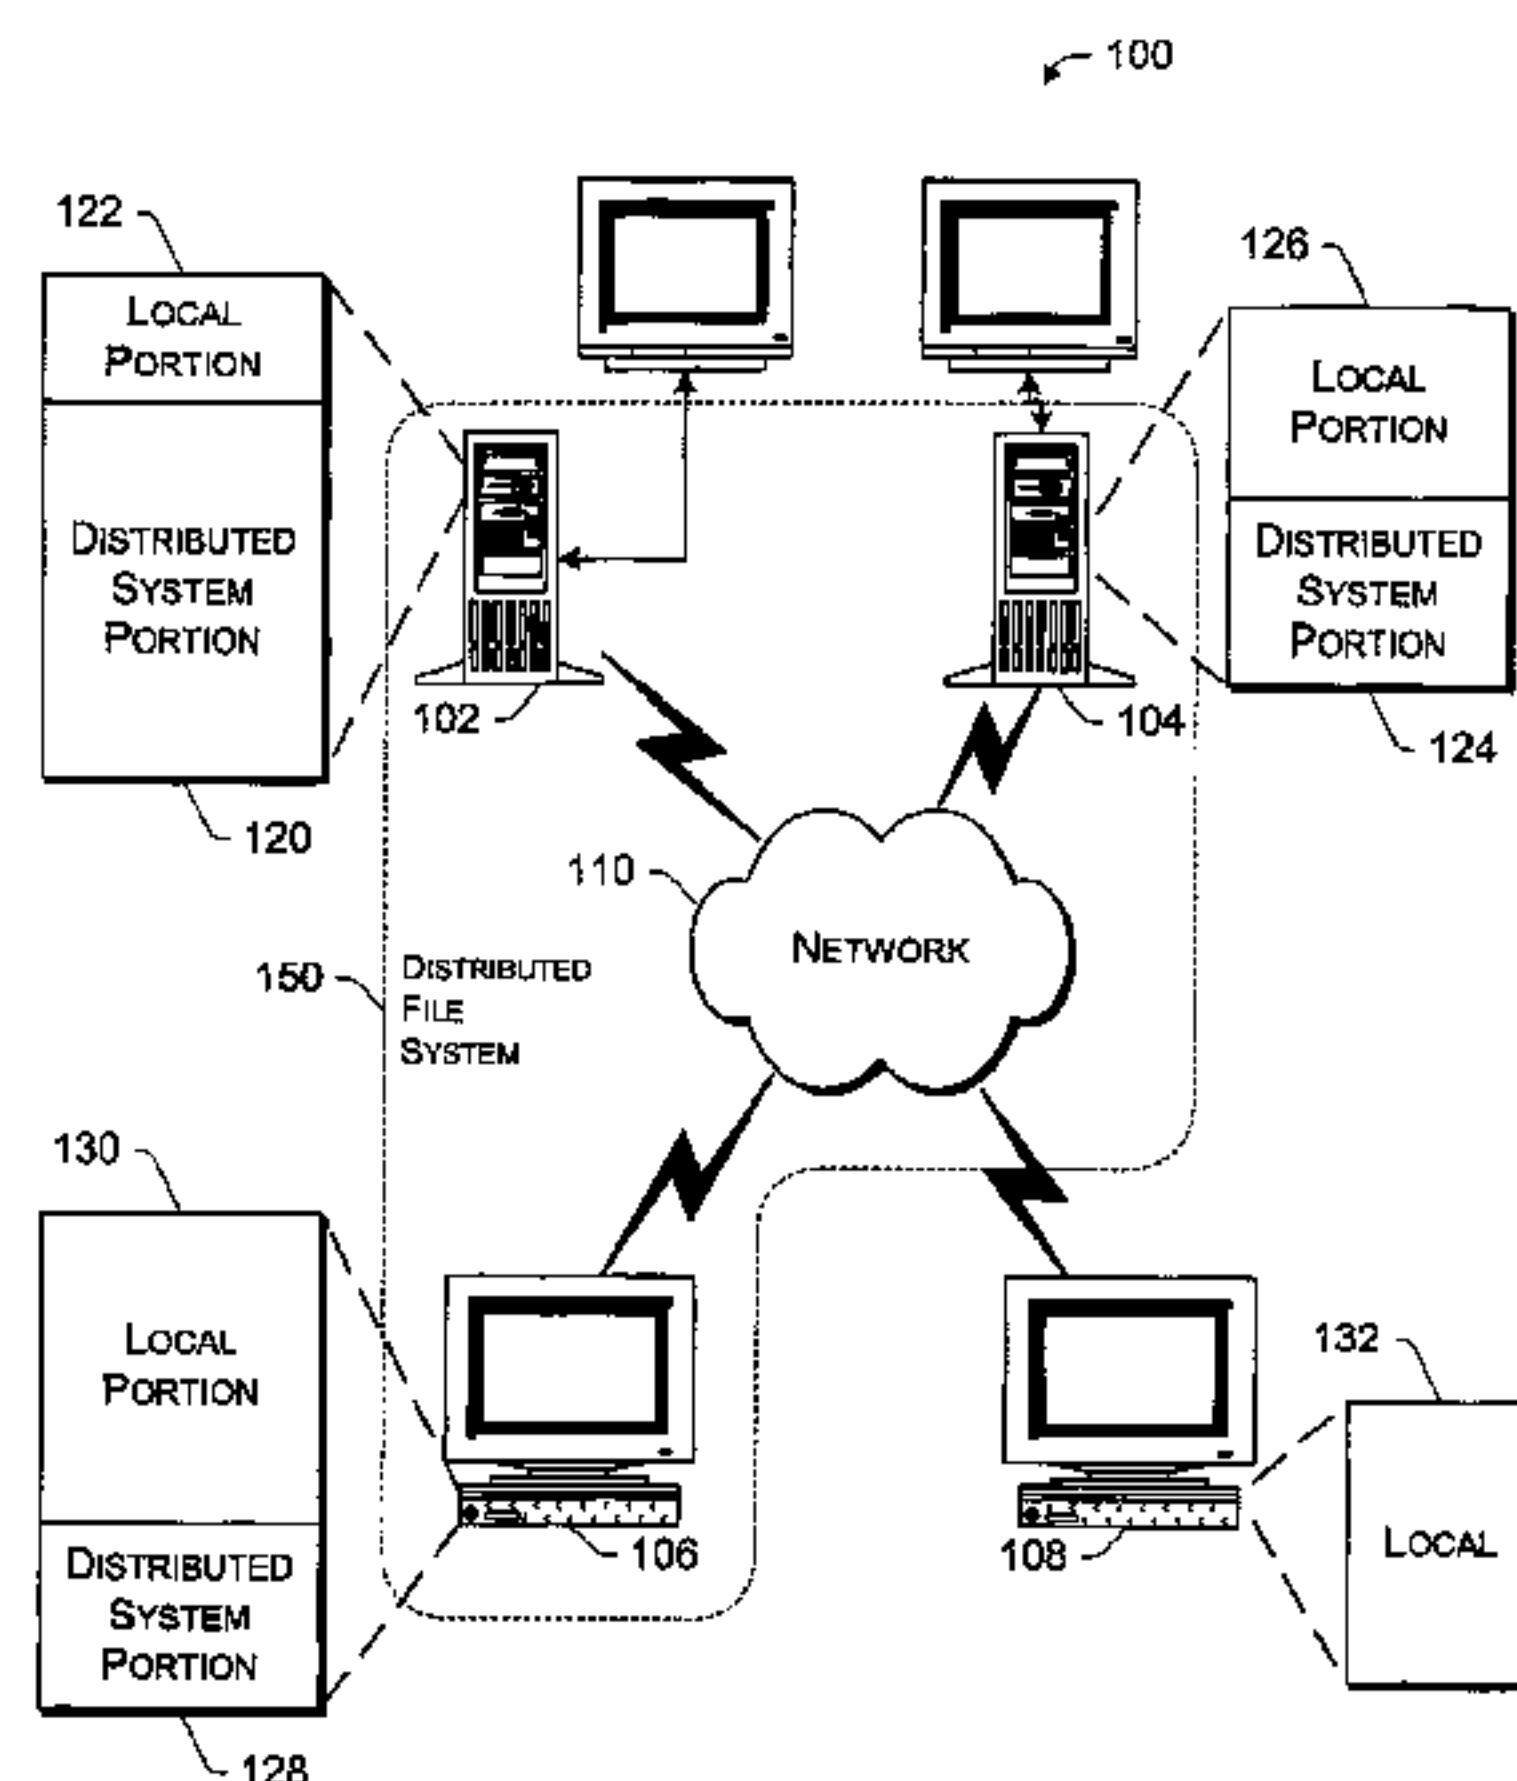 100
122
LOCAL
PORTION
DISTRIBUTED
SYSTEM
PORTION
120
126
LOCAL
PORTION
DISTRIBUTED
SYSTEM
PORTION
124
102
104
110
NETWORK
150
DISTRIBUTED
FILE
SYSTEM
130
LOCAL
PORTION
DISTRIBUTED
SYSTEM
PORTION
128
106
108
132
LOCAL